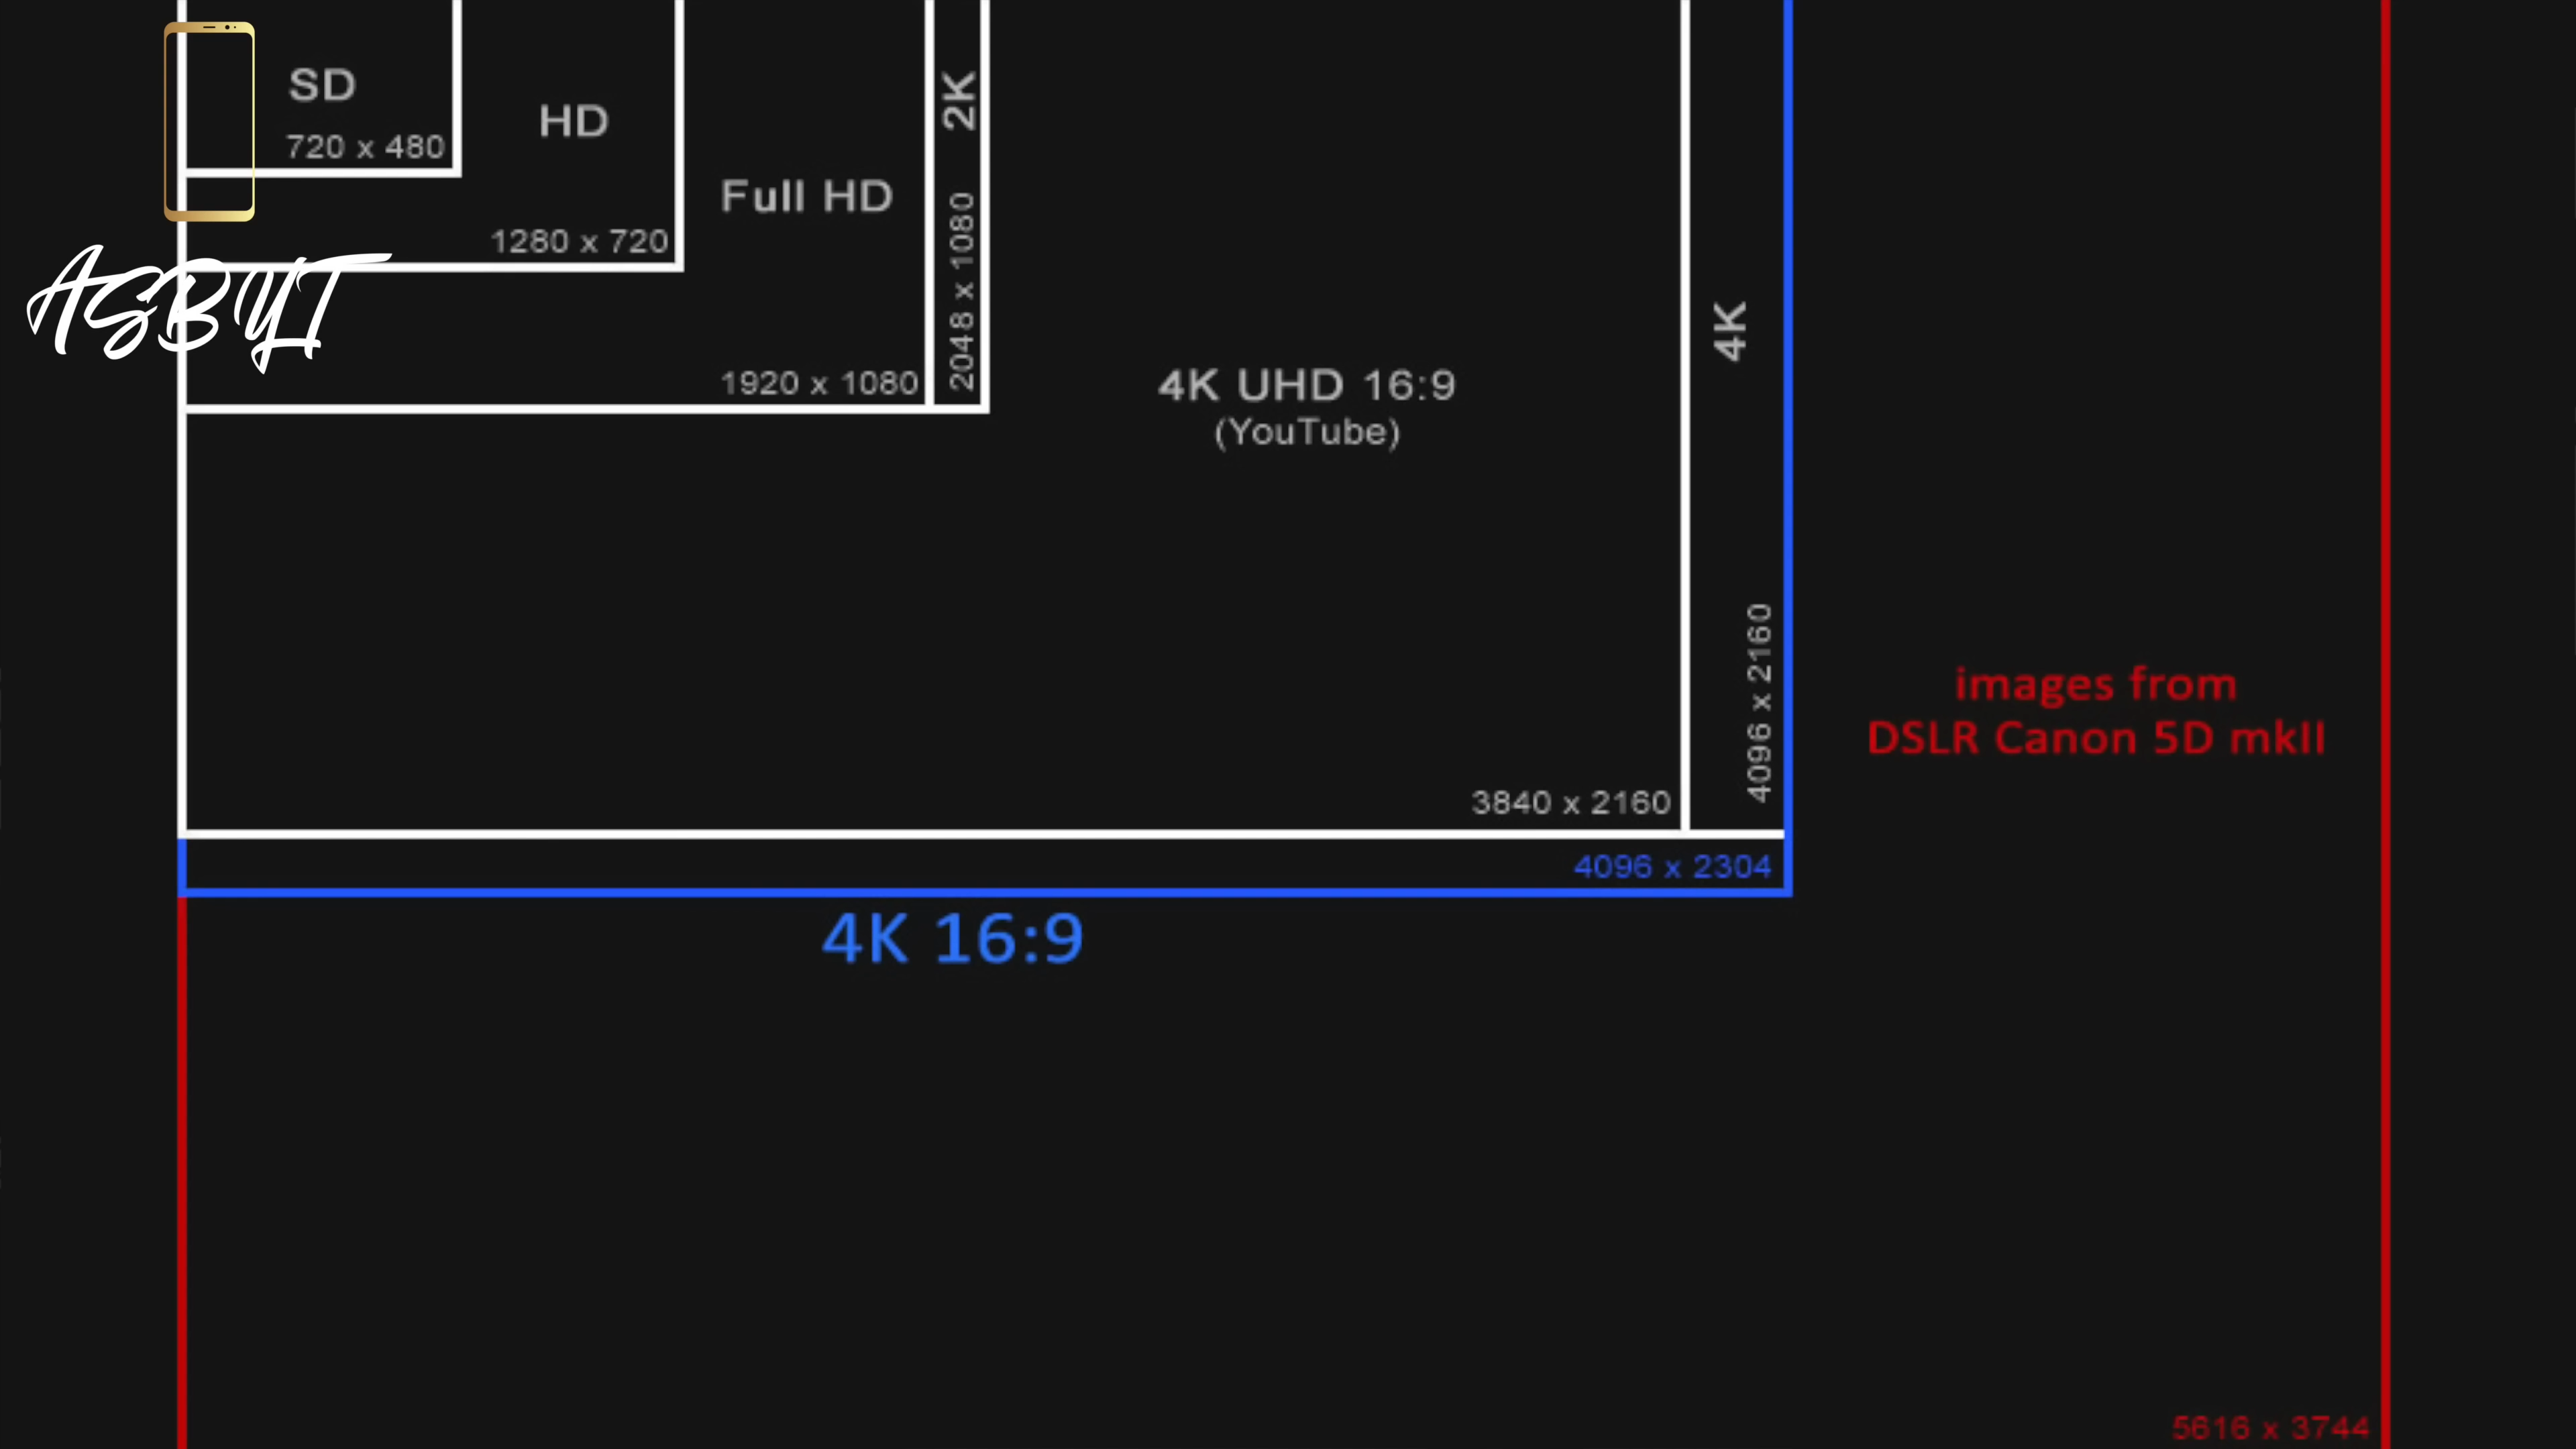 SD
720 x 480
HD
1280 x 720
Full HD
1920 x 1080
2K
2048 x 1080
ASBYT
4K UHD 16:9
(YouTube)
3840 x 2160
4K
4096 x 2160
4096 x 2304
4K 16:9
images from
DSLR Canon 5D mkII
5616 x 3744